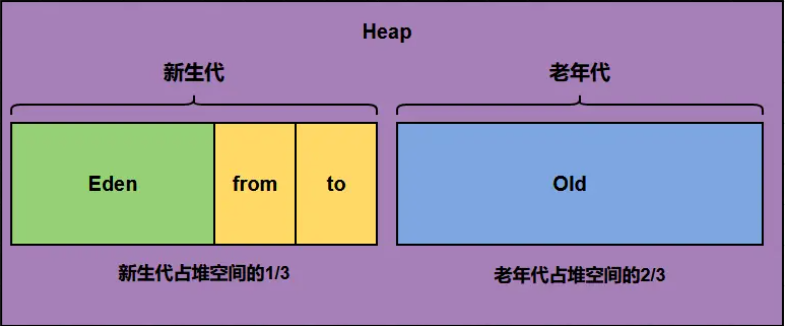 Heap
新生代
老年代
Eden
from
to
Old
新生代占堆空间的1/3
老年代占堆空间的2/3